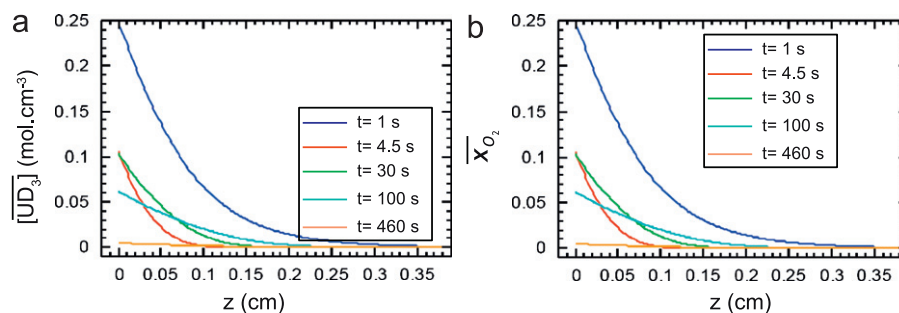 a
0.25
0.20
0.15
0.1
0.05
0
[UD3] (mol.cm-3)
t= 1 s
t= 4.5 s
t= 30 s
t= 100 s
t= 460 s
0 0.05 0.1 0.15 0.2 0.25 0.3 0.35
z (cm)
b
0.25
0.20
0.15
0.1
0.05
0
xO2
t= 1 s
t= 4.5 s
t= 30 s
t= 100 s
t= 460 s
0 0.05 0.1 0.15 0.2 0.25 0.3 0.35
z (cm)